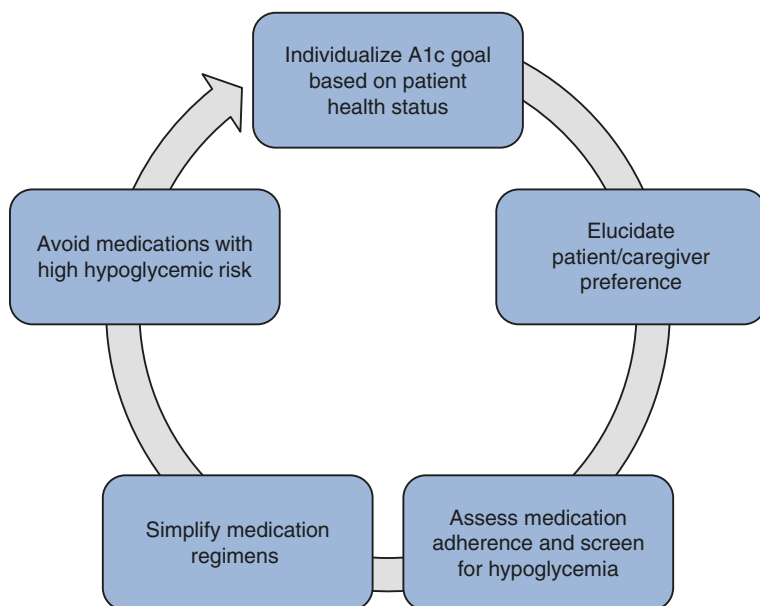 Individualize A1c goal
based on patient
health status
Elucidate
patient/caregiver
preference
Assess medication
adherence and screen
for hypoglycemia
Simplify medication
regimens
Avoid medications with
high hypoglycemic risk